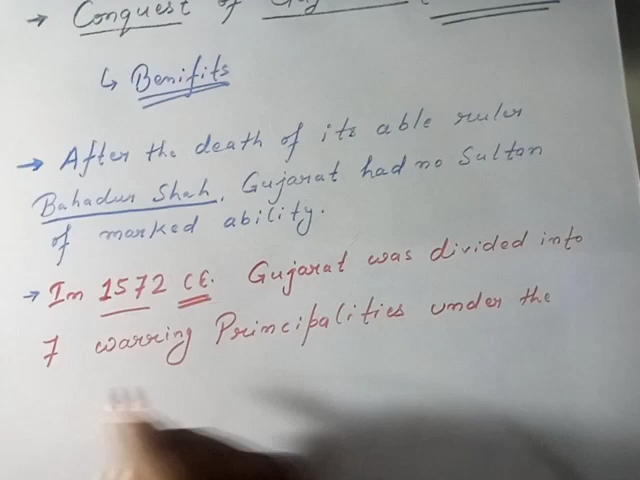 → Conquest of
↳ Benifits
→ After the death of its able ruler
Bahadur Shah, Gujarat had no Sultan
of marked ability.
→ In 1572 CE. Gujarat was divided into
7 warring Principalities under the